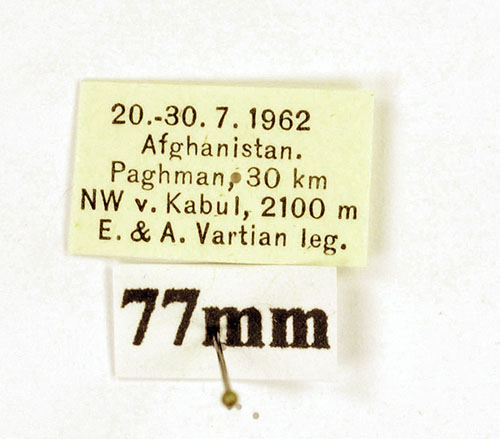 20.-30. 7. 1962
Afghanistan.
Paghman, 30 km
NW v. Kabul, 2100 m
E. & A. Vartian leg.
77mm